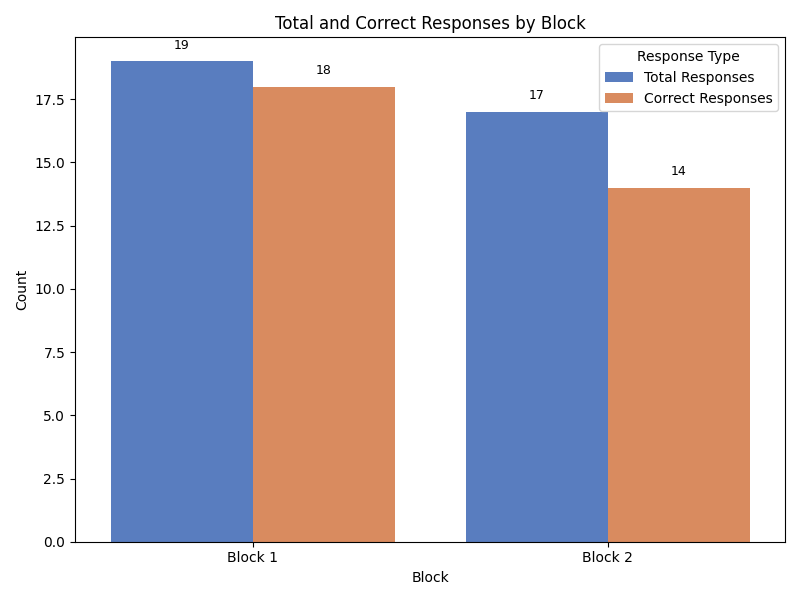 Total and Correct Responses by Block
19
18
17
14
Response Type
Total Responses
Correct Responses
Count
17.5
15.0
12.5
10.0
7.5
5.0
2.5
0.0
Block 1
Block 2
Block